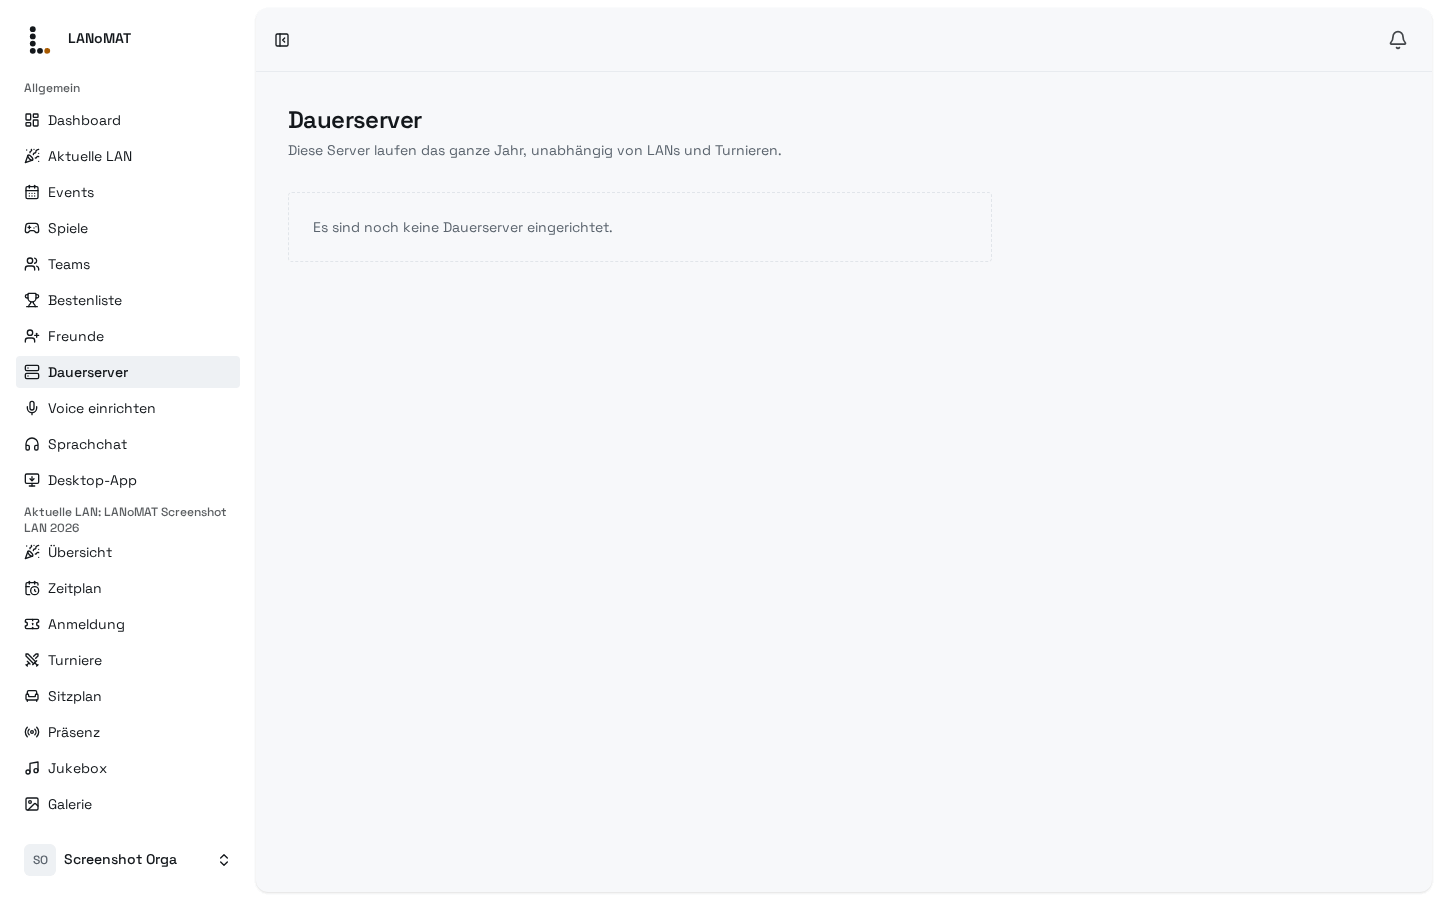 LANoMAT
Allgemein
Dashboard
Aktuelle LAN
Events
Spiele
Teams
Bestenliste
Freunde
Dauerserver
Voice einrichten
Sprachchat
Desktop-App
Aktuelle LAN: LANoMAT Screenshot
LAN 2026
Übersicht
Zeitplan
Anmeldung
Turniere
Sitzplan
Präsenz
Jukebox
Galerie
SO
Screenshot Orga
Dauerserver
Diese Server laufen das ganze Jahr, unabhängig von LANs und Turnieren.
Es sind noch keine Dauerserver eingerichtet.